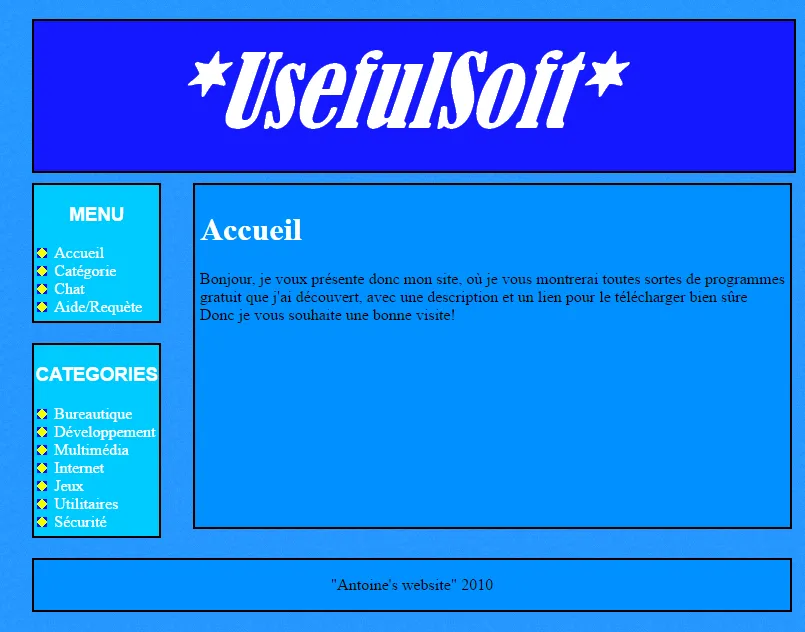 *UsefulSoft*
MENU
Accueil
Catégorie
Chat
Aide/Requète
CATEGORIES
Bureautique
Développement
Multimédia
Internet
Jeux
Utilitaires
Sécurité
Accueil
Bonjour, je voux présente donc mon site, où je vous montrerai toutes sortes de programmes
gratuit que j'ai découvert, avec une description et un lien pour le télécharger bien sûre
Donc je vous souhaite une bonne visite!
"Antoine's website" 2010